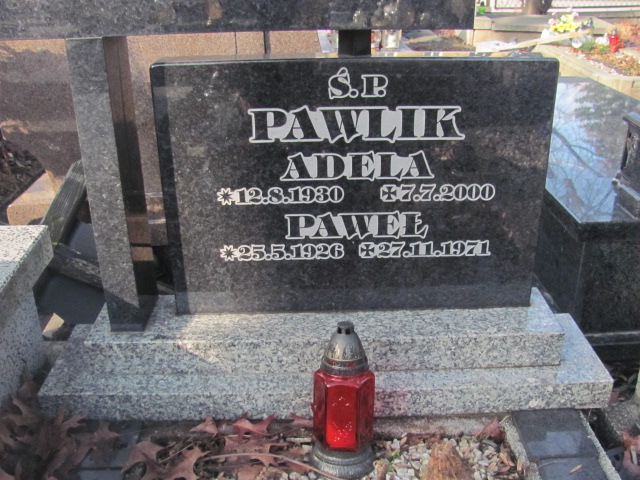 Ś. P.
PAWLIK
ADELA
*12.8.1930 ✠7.7.2000
PAWEŁ
*25.5.1926 ✠27.11.1971